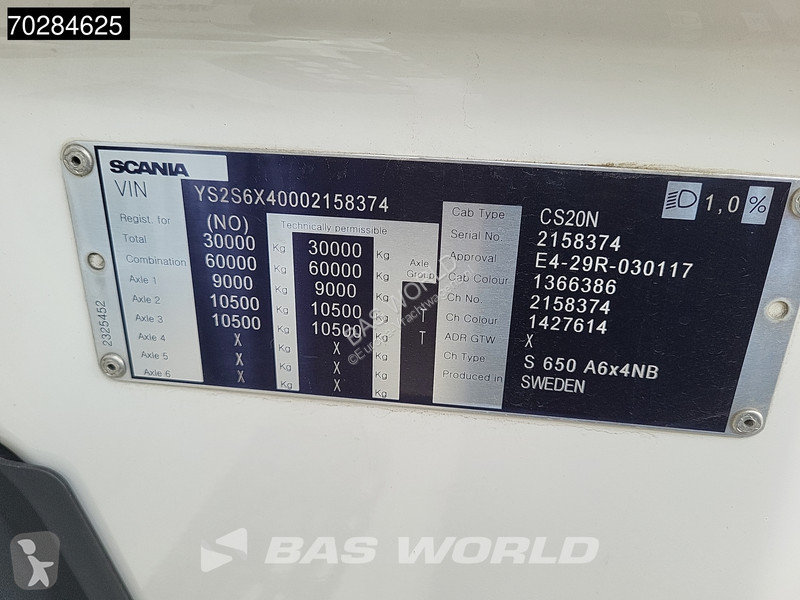 70284625
SCANIA
VIN YS2S6X40002158374
Regist. for (NO) Technically permissible
Total 30000 Kg 30000 Kg
Combination 60000 Kg 60000 Kg Axle Group
Axle 1 9000 Kg 9000 Kg
Axle 2 10500 Kg 10500 Kg T
Axle 3 10500 Kg 10500 Kg T
Axle 4 X Kg X Kg
Axle 5 X Kg X Kg
Axle 6 X Kg X Kg
Cab Type CS20N 1,0 %
Serial No. 2158374
Approval E4-29R-030117
Cab Colour 1366386
Ch No. 2158374
Ch Colour 1427614
ADR GTW X
Ch Type S 650 A6x4NB
Produced in SWEDEN
2325452
BAS WORLD
BAS WORLD